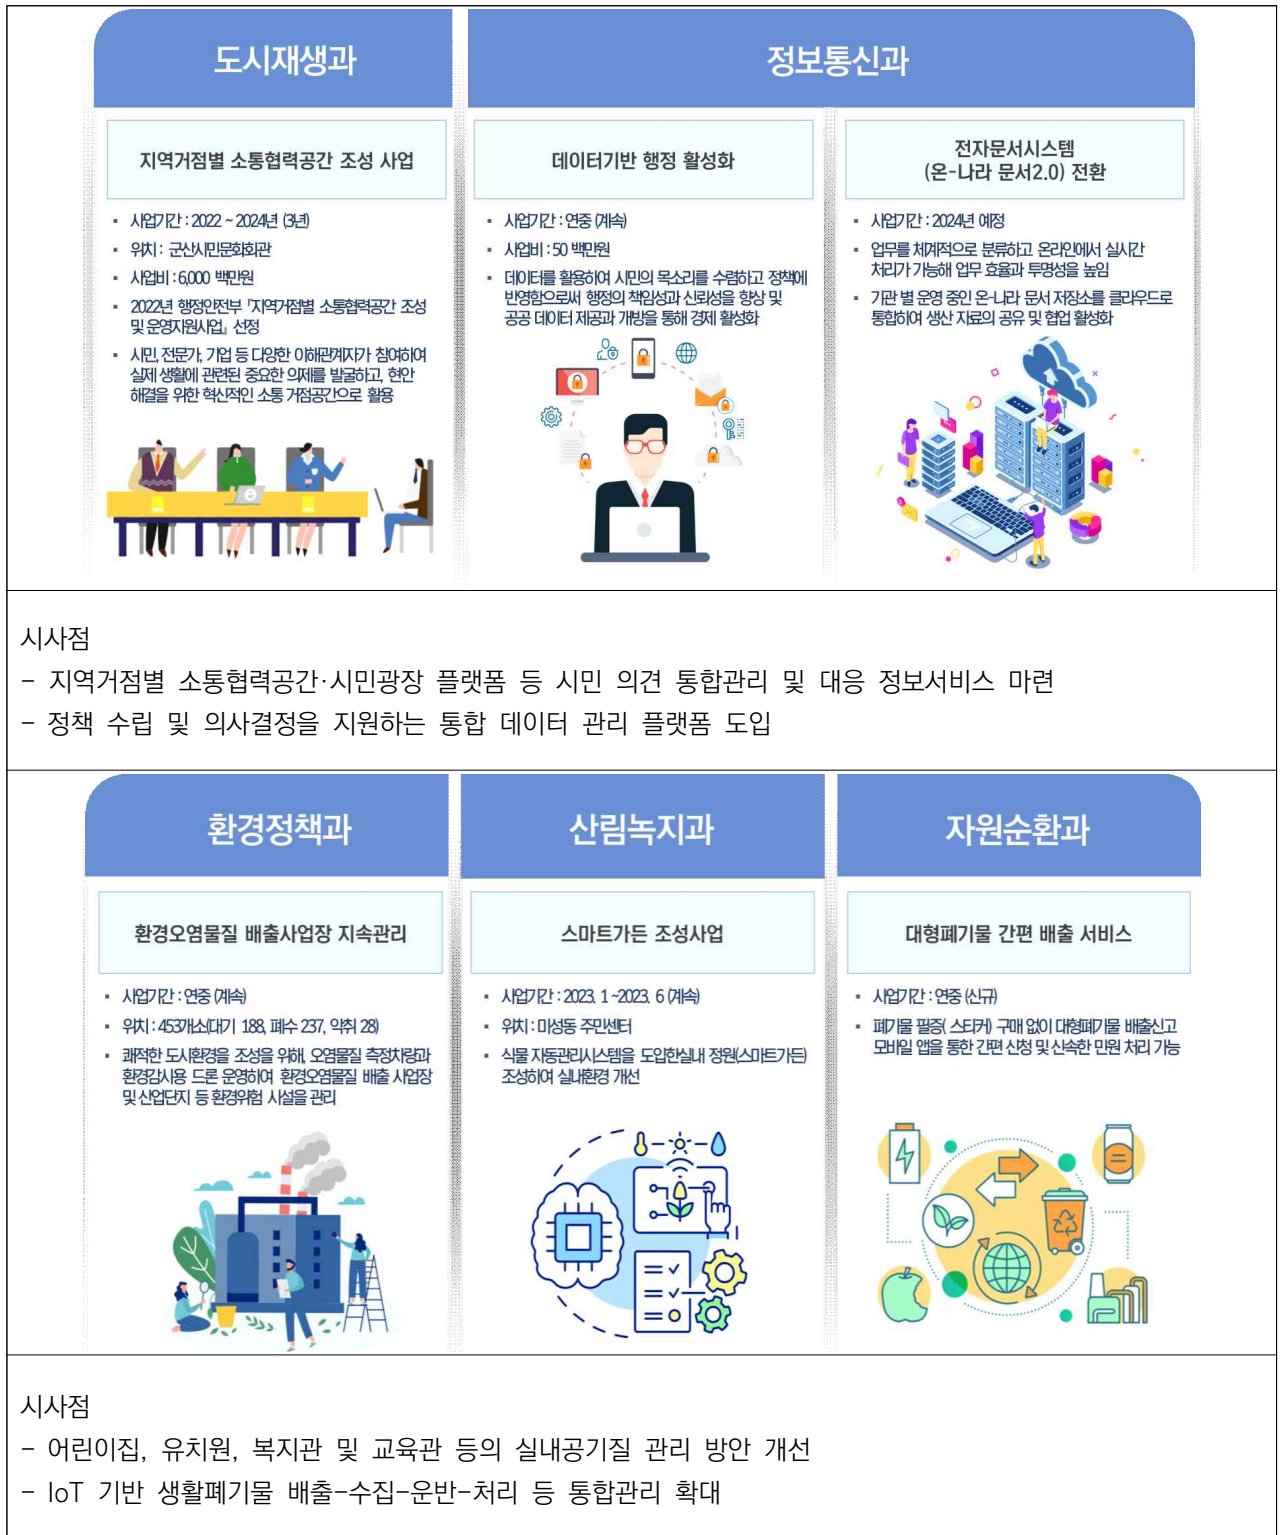 도시재생과
정보통신과
지역거점별 소통협력공간 조성 사업
▪ 사업기간 : 2022 ~ 2024년 (3년)
▪ 위치 : 군산시민문화회관
▪ 사업비 : 6,000 백만원
▪ 2022년 행정안전부 「지역거점별 소통협력공간 조성
및 운영지원사업」 선정
▪ 시민, 전문가, 기업 등 다양한 이해관계자가 참여하여
실제 생활에 관련된 중요한 의제를 발굴하고, 현안
해결을 위한 혁신적인 소통 거점공간으로 활용
데이터기반 행정 활성화
▪ 사업기간 : 연중 (계속)
▪ 사업비 : 50 백만원
▪ 데이터를 활용하여 시민의 목소리를 수렴하고 정책에
반영함으로써 행정의 책임성과 신뢰성을 향상 및
공공 데이터 제공과 개방을 통해 경제 활성화
전자문서시스템
(온-나라 문서2.0) 전환
▪ 사업기간 : 2024년 예정
▪ 업무를 체계적으로 분류하고 온라인에서 실시간
처리가 가능해 업무 효율과 투명성을 높임
▪ 기관 별 운영 중인 온-나라 문서 저장소를 클라우드로
통합하여 생산 자료의 공유 및 협업 활성화
시사점
- 지역거점별 소통협력공간·시민광장 플랫폼 등 시민 의견 통합관리 및 대응 정보서비스 마련
- 정책 수립 및 의사결정을 지원하는 통합 데이터 관리 플랫폼 도입
환경정책과
산림녹지과
자원순환과
환경오염물질 배출사업장 지속관리
▪ 사업기간 : 연중 (계속)
▪ 위치 : 453개소(대기 188, 폐수 237, 악취 28)
▪ 쾌적한 도시환경을 조성을 위해, 오염물질 측정차량과
환경감시용 드론 운영하여 환경오염물질 배출 사업장
및 산업단지 등 환경위험 시설을 관리
스마트가든 조성사업
▪ 사업기간 : 2023. 1 ~2023. 6 (계속)
▪ 위치 : 미성동 주민센터
▪ 식물 자동관리시스템을 도입한실내 정원(스마트가든)
조성하여 실내환경 개선
대형폐기물 간편 배출 서비스
▪ 사업기간 : 연중 (신규)
▪ 폐기물 필증( 스티커) 구매 없이 대형폐기물 배출신고
모바일 앱을 통한 간편 신청 및 신속한 민원 처리 가능
시사점
- 어린이집, 유치원, 복지관 및 교육관 등의 실내공기질 관리 방안 개선
- IoT 기반 생활폐기물 배출-수집-운반-처리 등 통합관리 확대